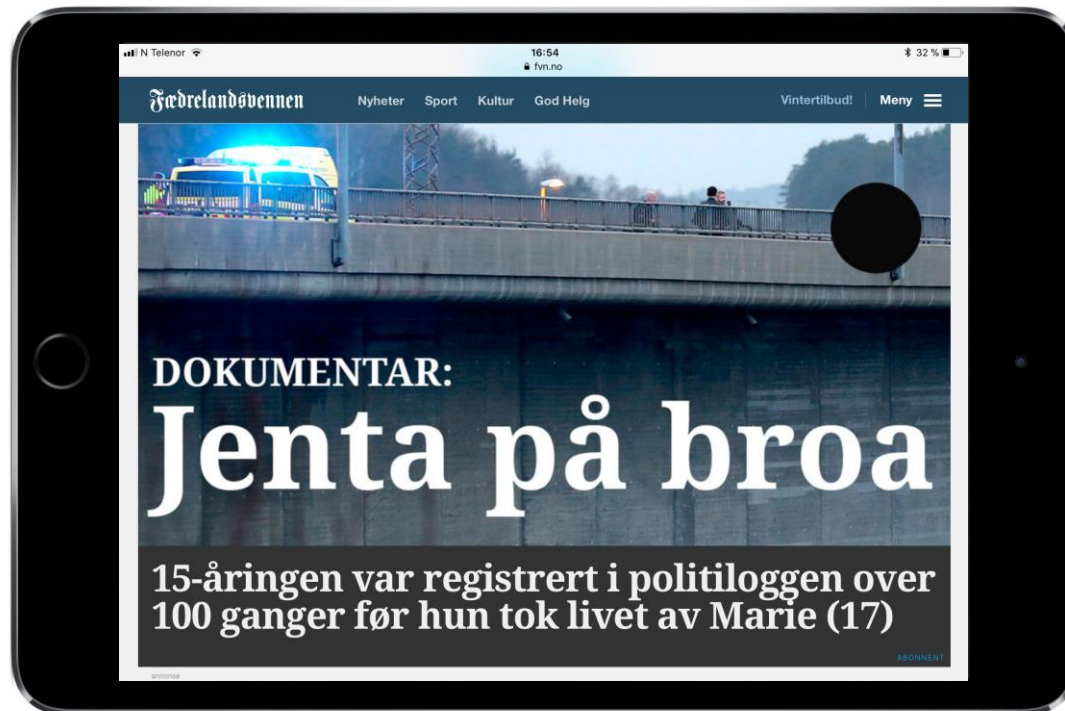 N Telenor
16:54
32 %
fvn.no
Fædrelandsvennen
Nyheter Sport Kultur God Helg
Vintertilbud! Meny
DOKUMENTAR:
Jenta på broa
15-åringen var registrert i politiloggen over
100 ganger før hun tok livet av Marie (17)
ABONNENT
annonse